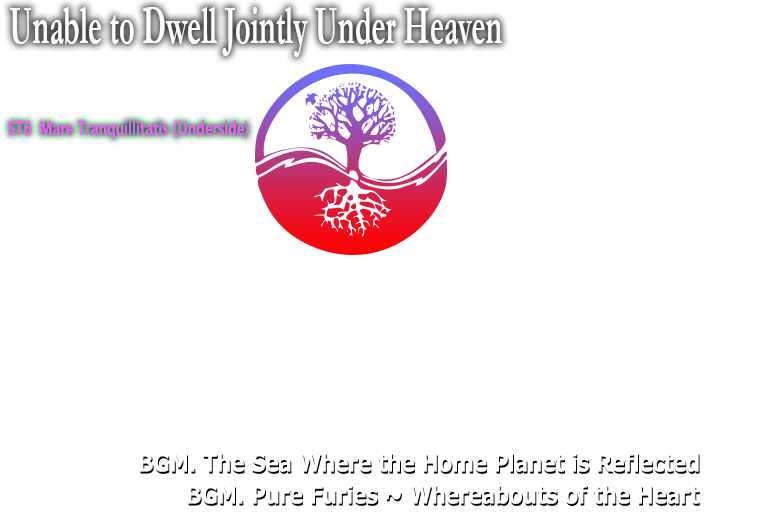 Unable to Dwell Jointly Under Heaven
ST6 Mare Tranquillitatis (Underside)
BGM. The Sea Where the Home Planet is Reflected
BGM. Pure Furies ~ Whereabouts of the Heart